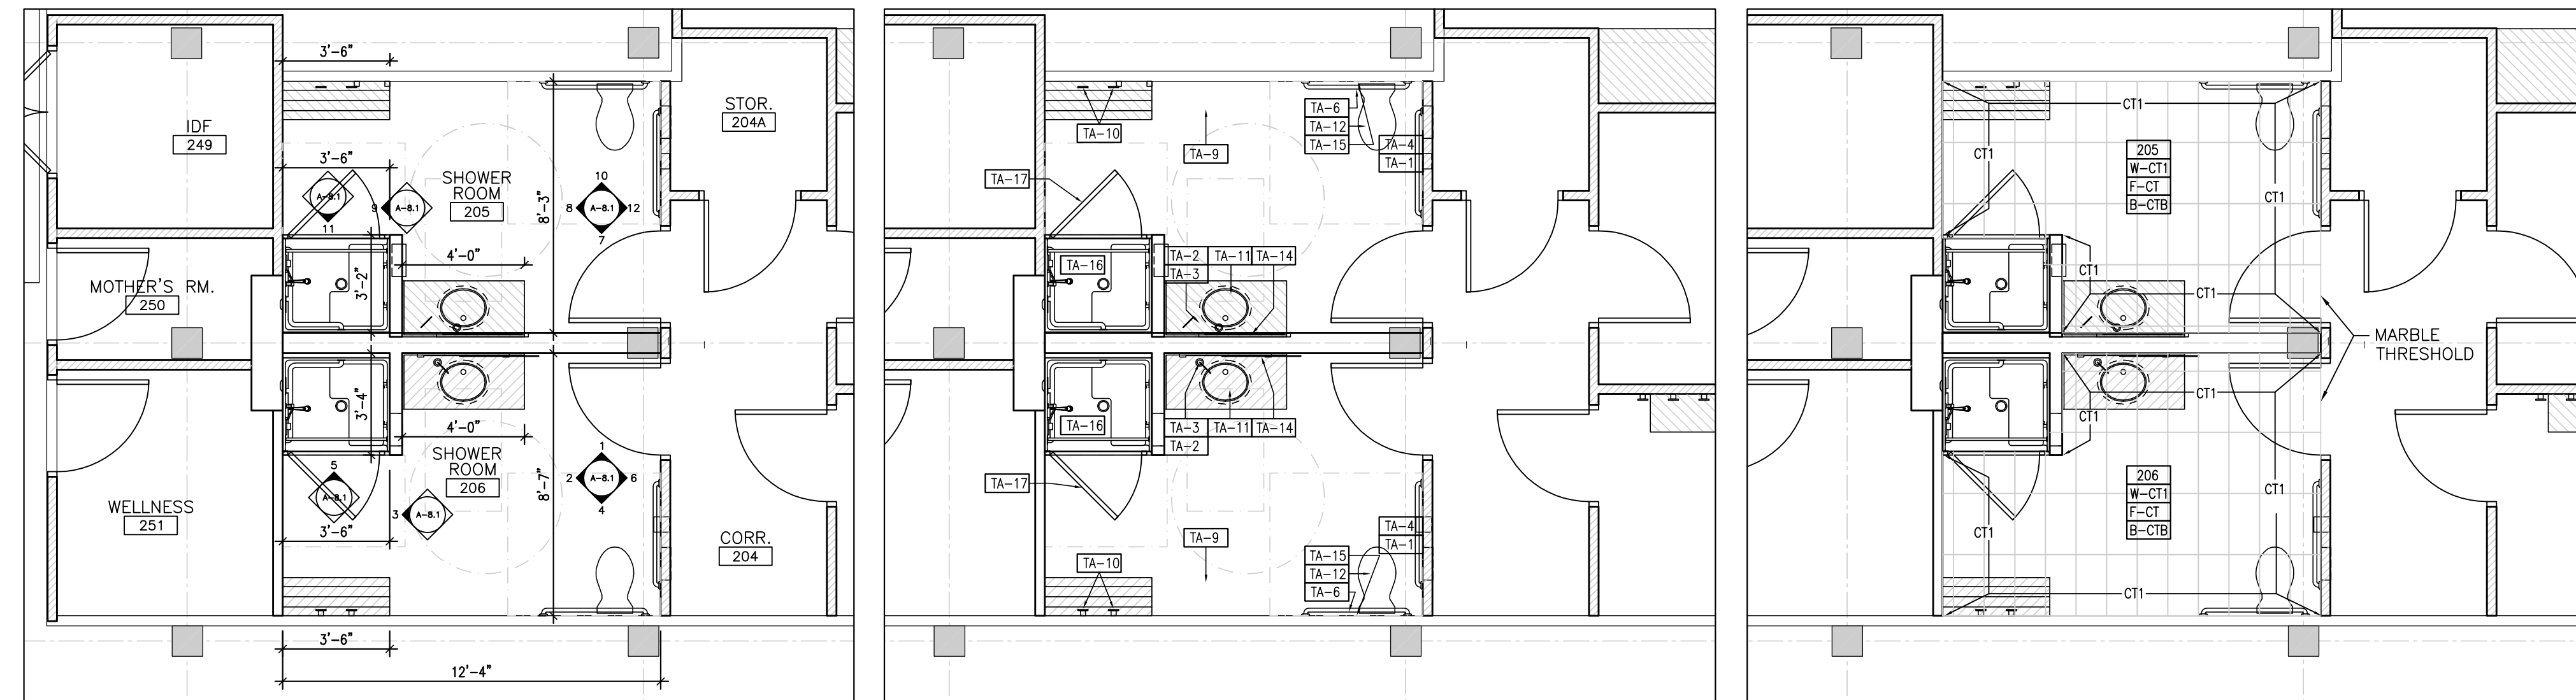 3'-6"
IDF
249
STOR.
204A
3'-6"
SHOWER
ROOM
205
A-8.1
11
9
A-8.1
10
8
A-8.1
12
7
8'-3"
4'-0"
3'-2"
MOTHER'S RM.
250
3'-4"
4'-0"
SHOWER
ROOM
206
5
A-8.1
3
A-8.1
1
2
A-8.1
6
4
8'-7"
WELLNESS
251
3'-6"
CORR.
204
3'-6"
12'-4"
TA-10
TA-9
TA-6
TA-12
TA-15
TA-4
TA-1
TA-17
TA-2
TA-11
TA-14
TA-3
TA-16
TA-16
TA-3
TA-11
TA-14
TA-2
TA-17
TA-9
TA-4
TA-1
TA-10
TA-15
TA-12
TA-6
CT1
CT1
205
W-CT1
F-CT
B-CTB
CT1
CT1
CT1
MARBLE
THRESHOLD
CT1
CT1
206
W-CT1
F-CT
B-CTB
CT1
CT1
CT1